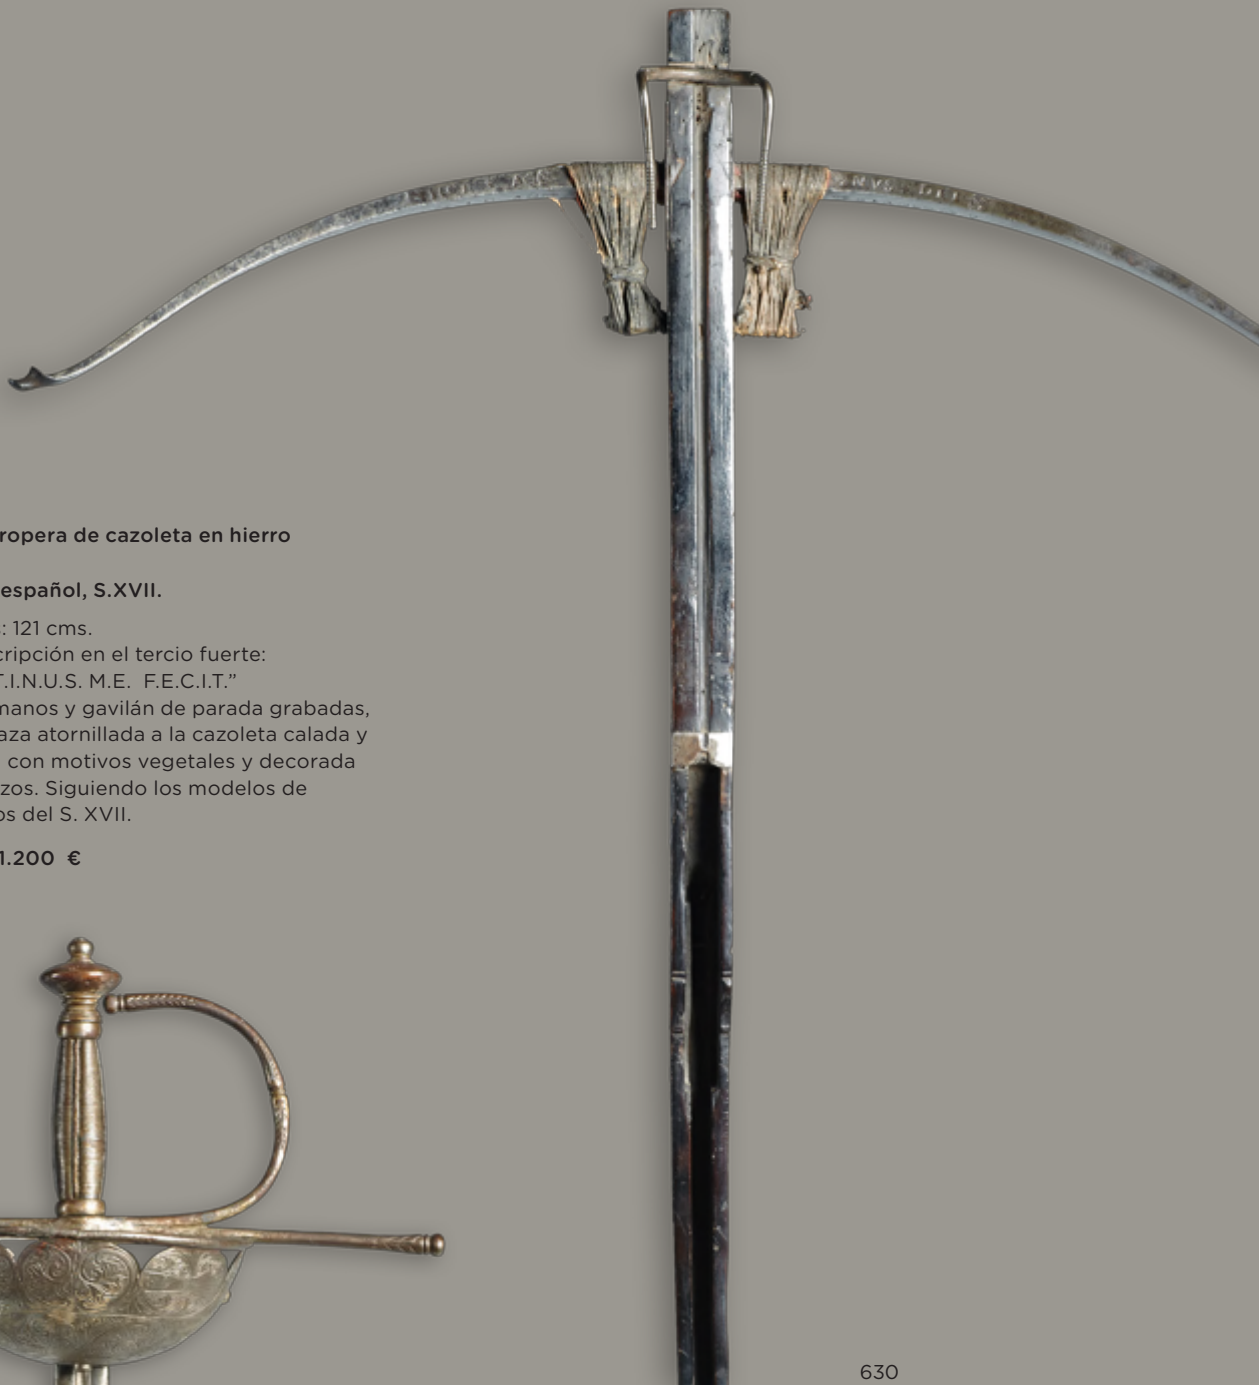 ropera de cazoleta en hierro
español, S.XVII.
: 121 cms.
cripción en el tercio fuerte:
T.I.N.U.S. M.E. F.E.C.I.T.”
manos y gavilán de parada grabadas,
aza atornillada a la cazoleta calada y
con motivos vegetales y decorada
zos. Siguiendo los modelos de
os del S. XVII.
1.200 €
630